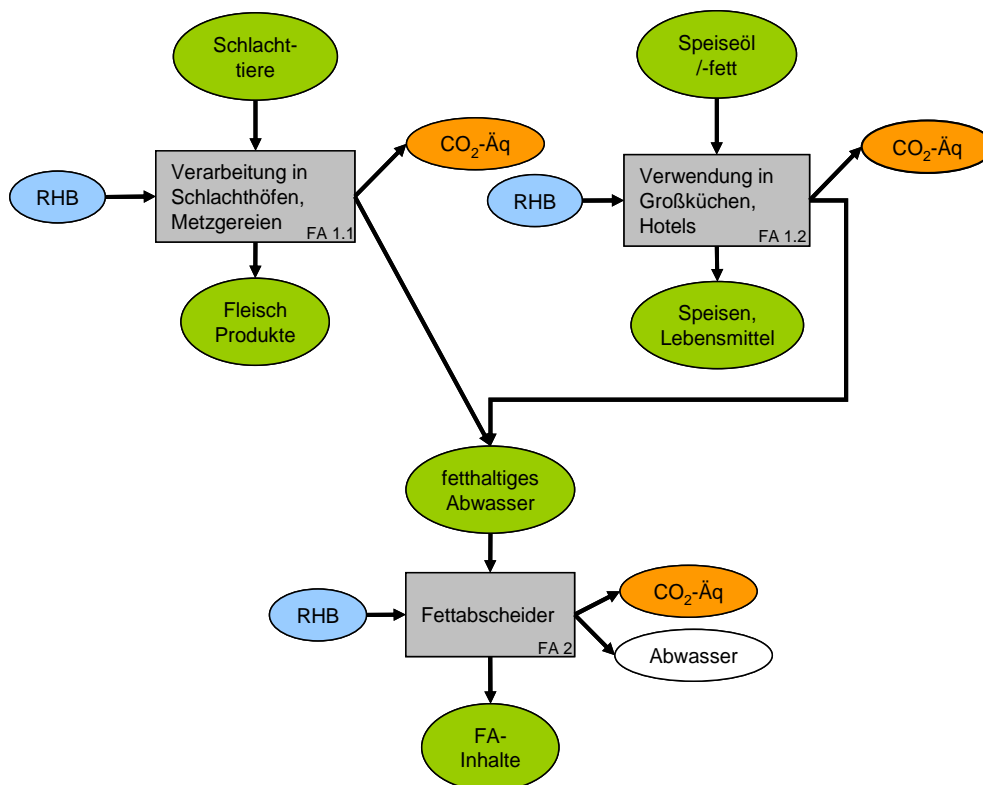 Schlacht-
tiere
Speiseöl
/-fett
CO₂-Äq
CO₂-Äq
RHB
Verarbeitung in
Schlachthöfen,
Metzgereien
FA 1.1
RHB
Verwendung in
Großküchen,
Hotels
FA 1.2
Fleisch
Produkte
Speisen,
Lebensmittel
fetthaltiges
Abwasser
RHB
Fettabscheider
FA 2
CO₂-Äq
Abwasser
FA-
Inhalte